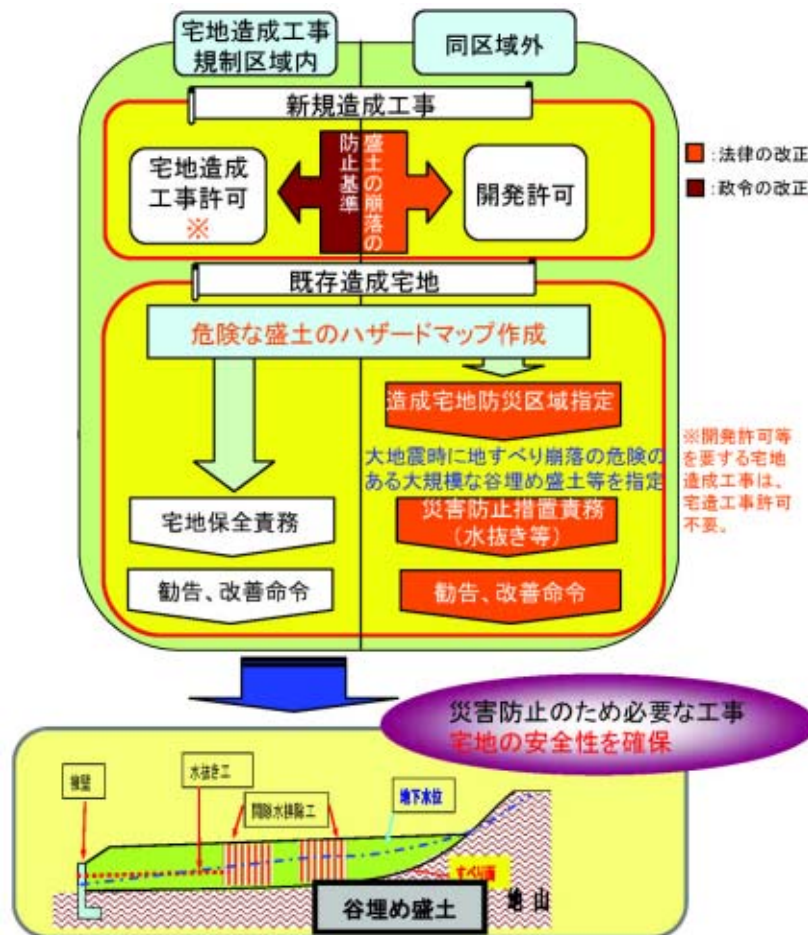 宅地造成工事
規制区域内
同区域外
新規造成工事
宅地造成
工事許可
※
盛土の崩落の
防止基準
開発許可
:法律の改正
:政令の改正
既存造成宅地
危険な盛土のハザードマップ作成
造成宅地防災区域指定
大地震時に地すべり崩落の危険の
ある大規模な谷埋め盛土等を指定
※開発許可等
を要する宅地
造成工事は、
宅造工事許可
不要。
宅地保全責務
災害防止措置責務
(水抜き等)
勧告、改善命令
勧告、改善命令
災害防止のため必要な工事
宅地の安全性を確保
擁壁
水抜き工
間隙水排除工
地下水位
すべり面
地山
谷埋め盛土